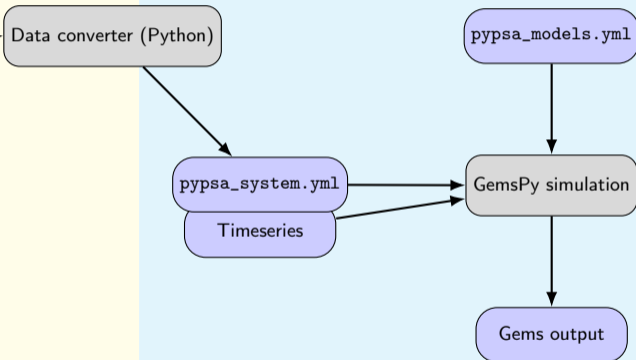 Data converter (Python)
pypsa_models.yml
pypsa_system.yml
GemsPy simulation
Timeseries
Gems output